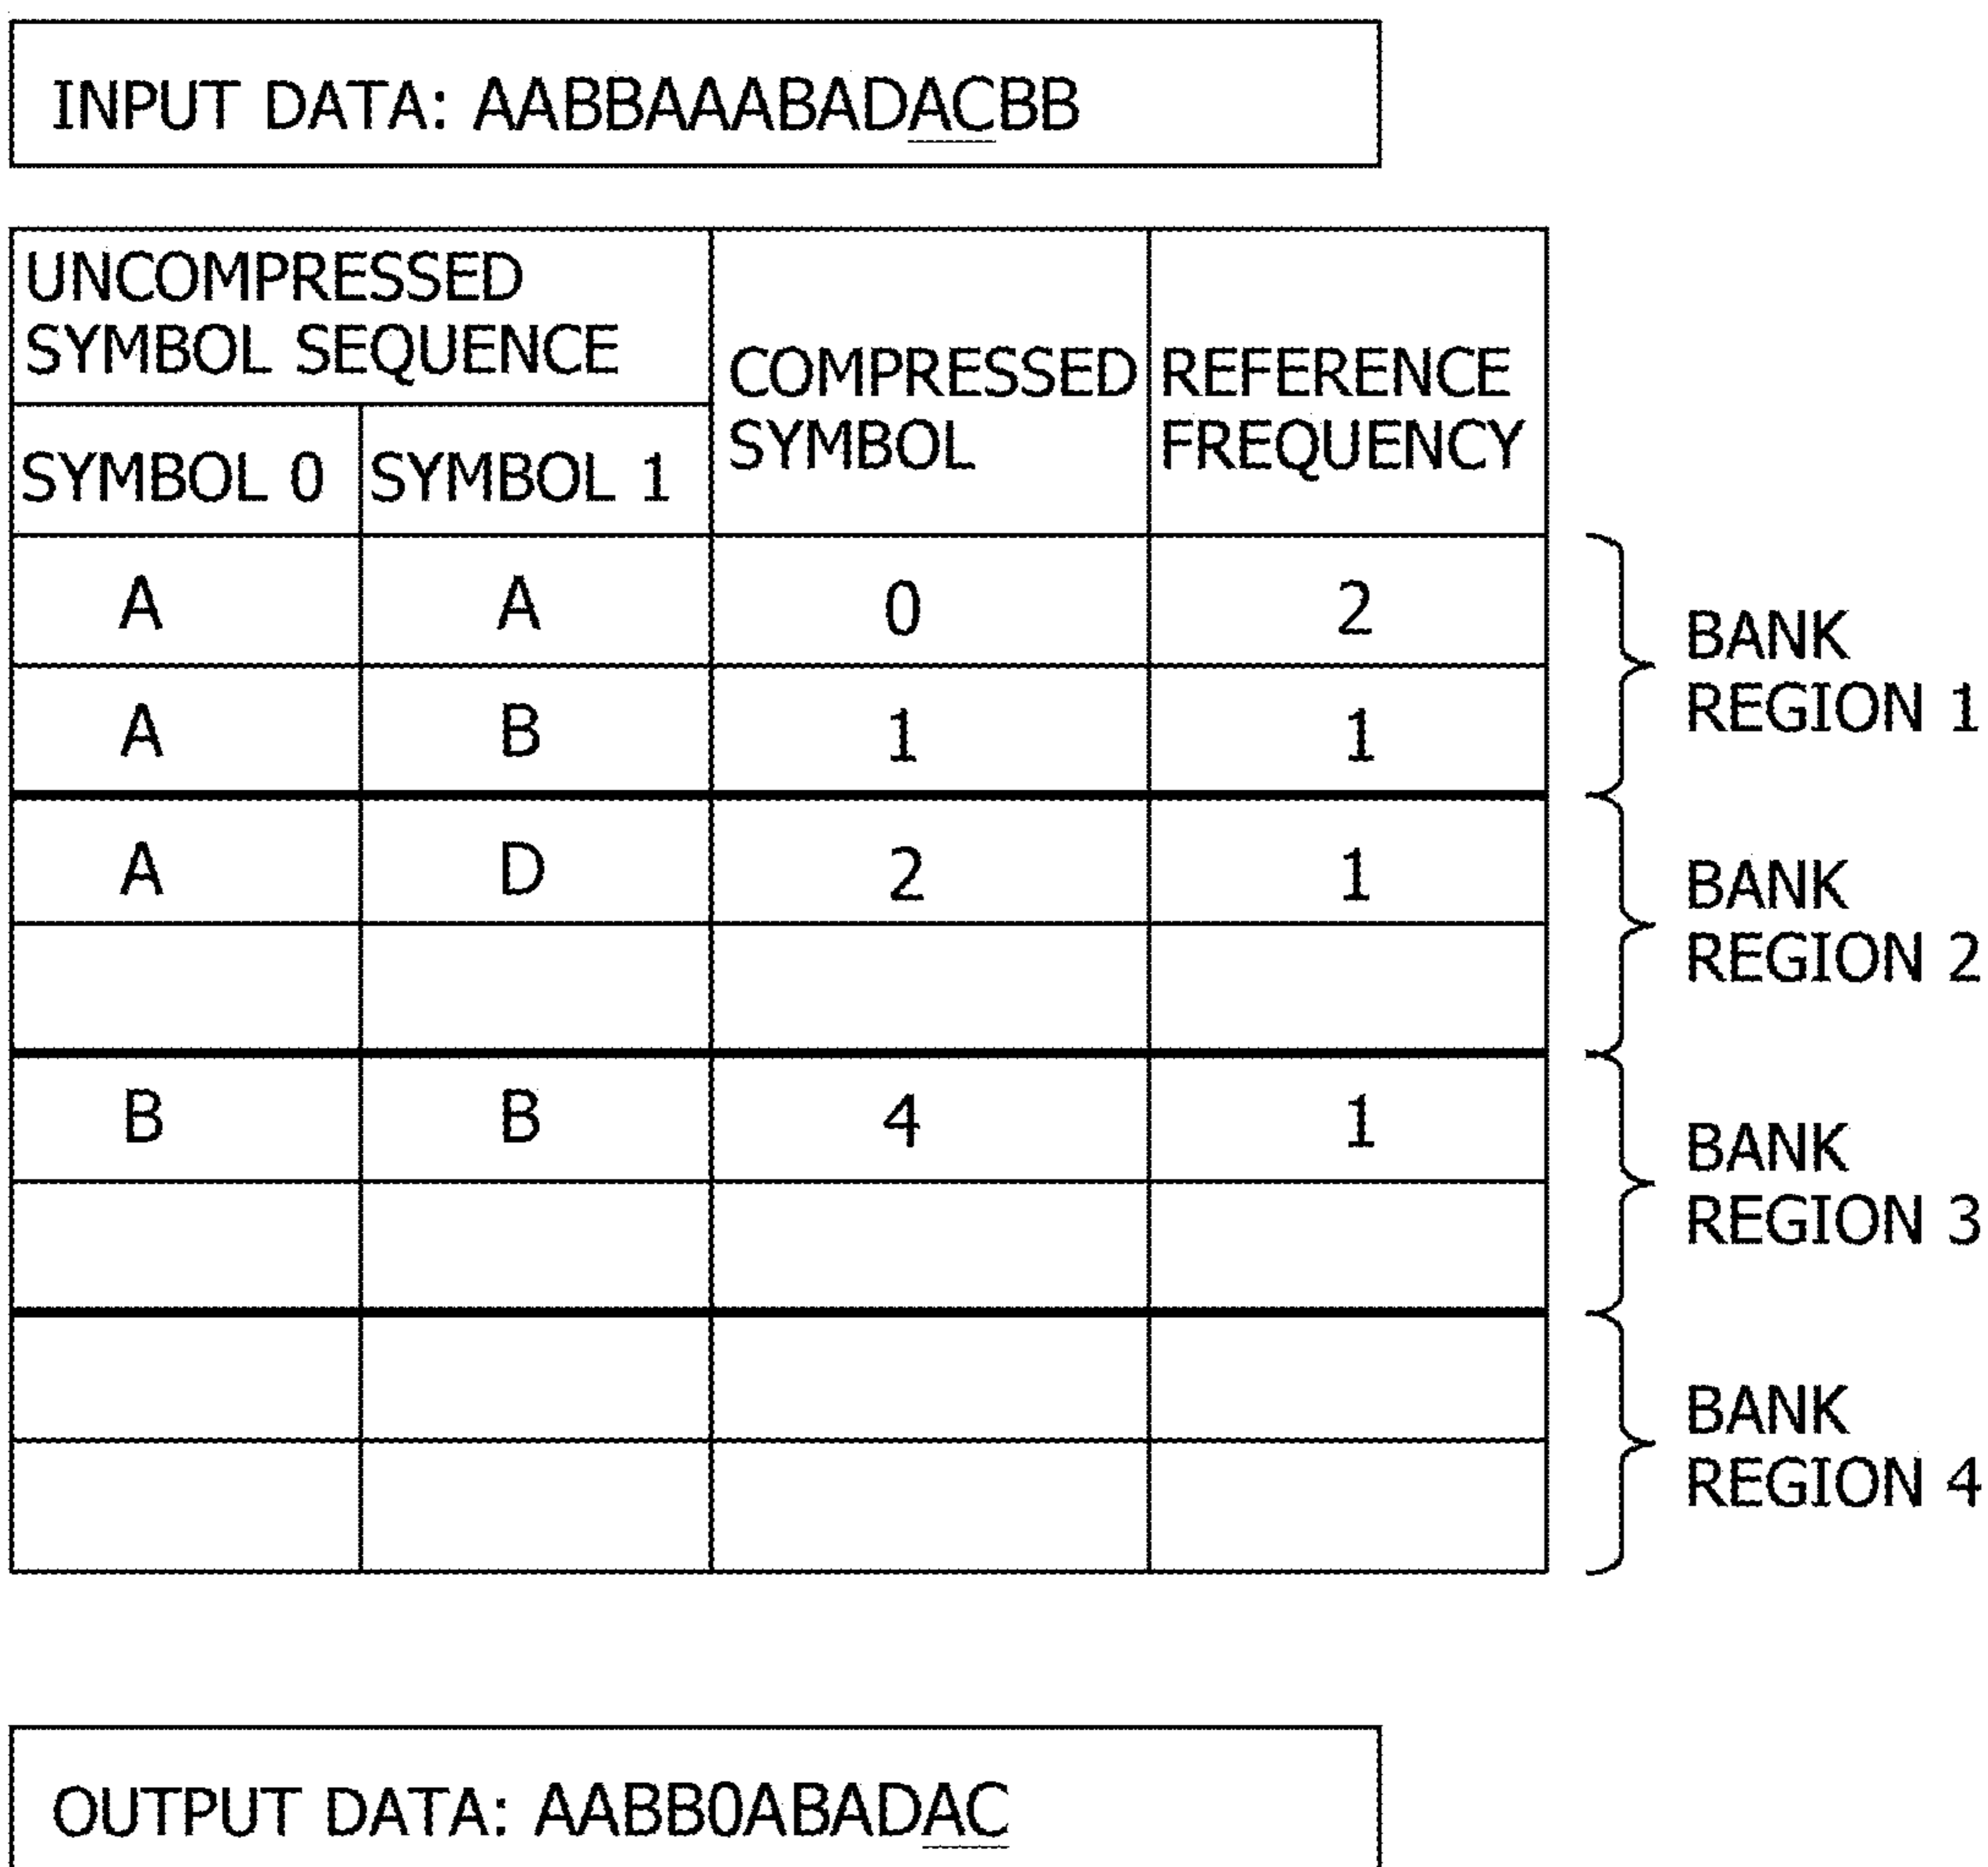 INPUT DATA: AABBAAABADACBB
UNCOMPRESSED
SYMBOL SEQUENCE
COMPRESSED
SYMBOL
REFERENCE
FREQUENCY
SYMBOL 0
SYMBOL 1
A A 0 2
A B 1 1
BANK
REGION 1
A D 2 1
BANK
REGION 2
B B 4 1
BANK
REGION 3
BANK
REGION 4
OUTPUT DATA: AABB0ABADAC